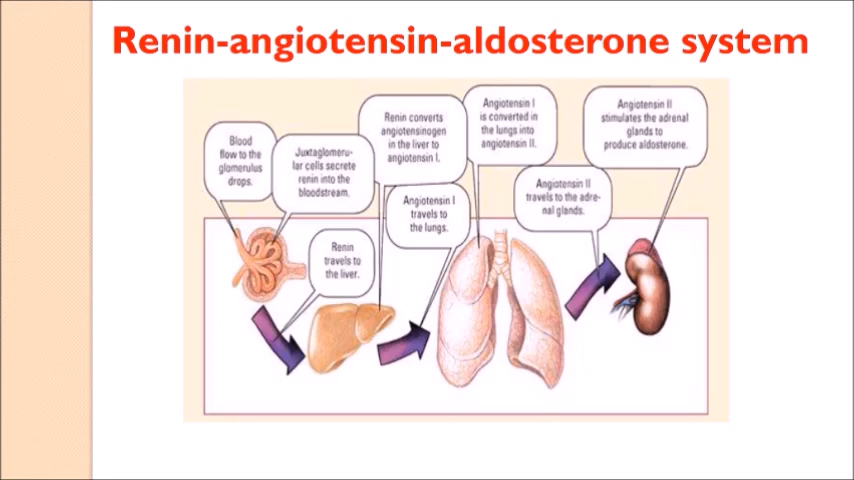 Renin-angiotensin-aldosterone system
Blood
flow to the
glomerulus
drops.
Juxtaglomeru-
lar cells secrete
renin into the
bloodstream.
Renin
travels to
the liver.
Renin converts
angiotensinogen
in the liver to
angiotensin I.
Angiotensin I
travels to
the lungs.
Angiotensin I
is converted in
the lungs into
angiotensin II.
Angiotensin II
travels to the adre-
nal glands.
Angiotensin II
stimulates the adrenal
glands to
produce aldosterone.